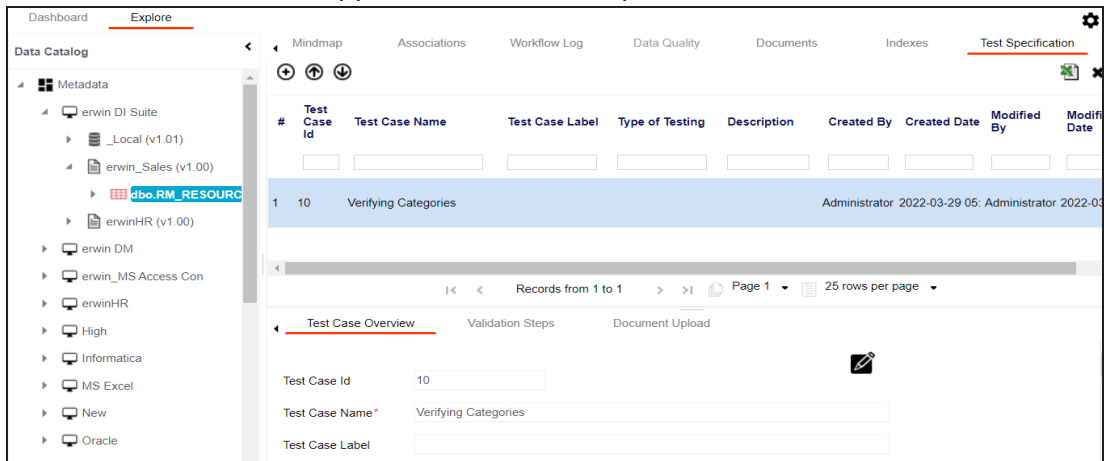 Dashboard Explore
Data Catalog
Metadata
erwin DI Suite
_Local (v1.01)
erwin_Sales (v1.00)
dbo.RM_RESOURC
erwinHR (v1.00)
erwin DM
erwin_MS Access Con
erwinHR
High
Informatica
MS Excel
New
Oracle
Mindmap Associations Workflow Log Data Quality Documents Indexes Test Specification
# Test Case Id Test Case Name Test Case Label Type of Testing Description Created By Created Date Modified By Modifi Date
1 10 Verifying Categories Administrator 2022-03-29 05: Administrator 2022-03
Records from 1 to 1 Page 1 25 rows per page
Test Case Overview Validation Steps Document Upload
Test Case Id 10
Test Case Name* Verifying Categories
Test Case Label